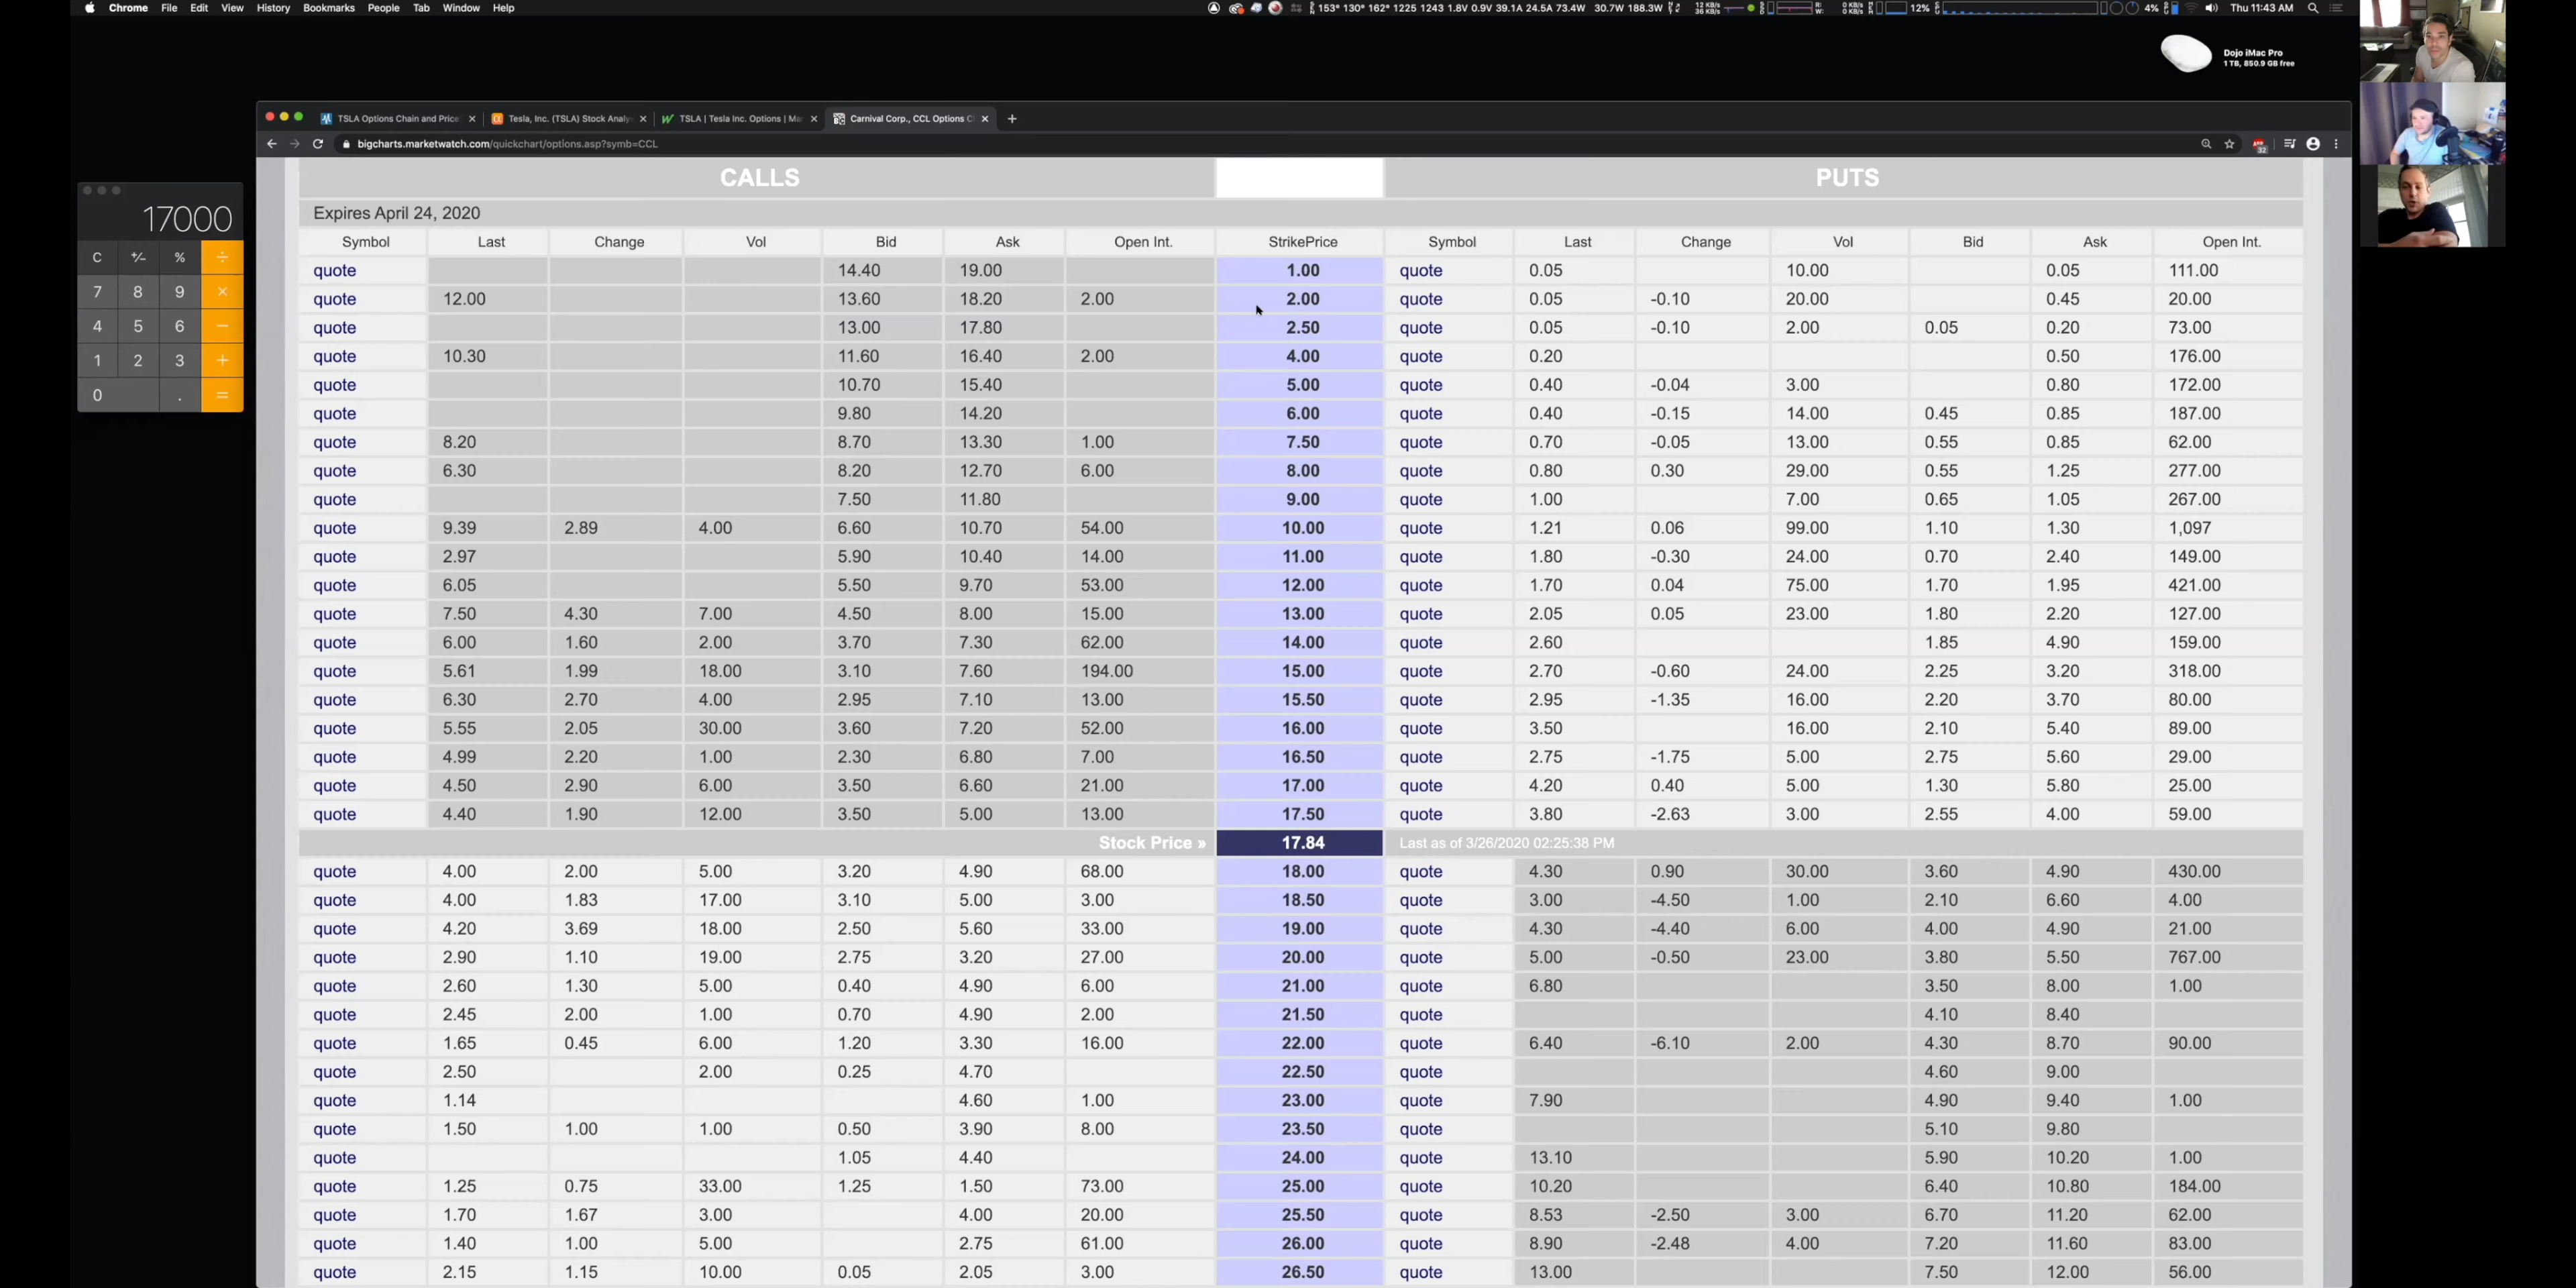 Chrome File Edit View History Bookmarks People Tab Window Help
153° 130° 162° 1225 1243 1.8V 0.9V 39.1A 24.5A 73.4W 30.7W 188.3W 12% 4% Thu 11:43 AM
Dojo iMac Pro
1 TB, 850.9 GB free
TSLA Options Chain and Price Tesla, Inc. (TSLA) Stock Analy TSLA | Tesla Inc. Options | Ma Carnival Corp., CCL Options C
bigcharts.marketwatch.com/quickchart/options.asp?symb=CCL
17000
C +/- % ÷
7 8 9 ×
4 5 6 −
1 2 3 +
0 . =
CALLS PUTS
Expires April 24, 2020
Symbol Last Change Vol Bid Ask Open Int. StrikePrice Symbol Last Change Vol Bid Ask Open Int.
quote 14.40 19.00 1.00 quote 0.05 10.00 0.05 111.00
quote 12.00 13.60 18.20 2.00 2.00 quote 0.05 -0.10 20.00 0.45 20.00
quote 13.00 17.80 2.50 quote 0.05 -0.10 2.00 0.05 0.20 73.00
quote 10.30 11.60 16.40 2.00 4.00 quote 0.20 0.50 176.00
quote 10.70 15.40 5.00 quote 0.40 -0.04 3.00 0.80 172.00
quote 9.80 14.20 6.00 quote 0.40 -0.15 14.00 0.45 0.85 187.00
quote 8.20 8.70 13.30 1.00 7.50 quote 0.70 -0.05 13.00 0.55 0.85 62.00
quote 6.30 8.20 12.70 6.00 8.00 quote 0.80 0.30 29.00 0.55 1.25 277.00
quote 7.50 11.80 9.00 quote 1.00 7.00 0.65 1.05 267.00
quote 9.39 2.89 4.00 6.60 10.70 54.00 10.00 quote 1.21 0.06 99.00 1.10 1.30 1,097
quote 2.97 5.90 10.40 14.00 11.00 quote 1.80 -0.30 24.00 0.70 2.40 149.00
quote 6.05 5.50 9.70 53.00 12.00 quote 1.70 0.04 75.00 1.70 1.95 421.00
quote 7.50 4.30 7.00 4.50 8.00 15.00 13.00 quote 2.05 0.05 23.00 1.80 2.20 127.00
quote 6.00 1.60 2.00 3.70 7.30 62.00 14.00 quote 2.60 1.85 4.90 159.00
quote 5.61 1.99 18.00 3.10 7.60 194.00 15.00 quote 2.70 -0.60 24.00 2.25 3.20 318.00
quote 6.30 2.70 4.00 2.95 7.10 13.00 15.50 quote 2.95 -1.35 16.00 2.20 3.70 80.00
quote 5.55 2.05 30.00 3.60 7.20 52.00 16.00 quote 3.50 16.00 2.10 5.40 89.00
quote 4.99 2.20 1.00 2.30 6.80 7.00 16.50 quote 2.75 -1.75 5.00 2.75 5.60 29.00
quote 4.50 2.90 6.00 3.50 6.60 21.00 17.00 quote 4.20 0.40 5.00 1.30 5.80 25.00
quote 4.40 1.90 12.00 3.50 5.00 13.00 17.50 quote 3.80 -2.63 3.00 2.55 4.00 59.00
Stock Price » 17.84 Last as of 3/26/2020 02:25:38 PM
quote 4.00 2.00 5.00 3.20 4.90 68.00 18.00 quote 4.30 0.90 30.00 3.60 4.90 430.00
quote 4.00 1.83 17.00 3.10 5.00 3.00 18.50 quote 3.00 -4.50 1.00 2.10 6.60 4.00
quote 4.20 3.69 18.00 2.50 5.60 33.00 19.00 quote 4.30 -4.40 6.00 4.00 4.90 21.00
quote 2.90 1.10 19.00 2.75 3.20 27.00 20.00 quote 5.00 -0.50 23.00 3.80 5.50 767.00
quote 2.60 1.30 5.00 0.40 4.90 6.00 21.00 quote 6.80 3.50 8.00 1.00
quote 2.45 2.00 1.00 0.70 4.90 2.00 21.50 quote 4.10 8.40
quote 1.65 0.45 6.00 1.20 3.30 16.00 22.00 quote 6.40 -6.10 2.00 4.30 8.70 90.00
quote 2.50 2.00 0.25 4.70 22.50 quote 4.60 9.00
quote 1.14 4.60 1.00 23.00 quote 7.90 4.90 9.40 1.00
quote 1.50 1.00 1.00 0.50 3.90 8.00 23.50 quote 5.10 9.80
quote 1.05 4.40 24.00 quote 13.10 5.90 10.20 1.00
quote 1.25 0.75 33.00 1.25 1.50 73.00 25.00 quote 10.20 6.40 10.80 184.00
quote 1.70 1.67 3.00 4.00 20.00 25.50 quote 8.53 -2.50 3.00 6.70 11.20 62.00
quote 1.40 1.00 5.00 2.75 61.00 26.00 quote 8.90 -2.48 4.00 7.20 11.60 83.00
quote 2.15 1.15 10.00 0.05 2.05 3.00 26.50 quote 13.00 7.50 12.00 56.00